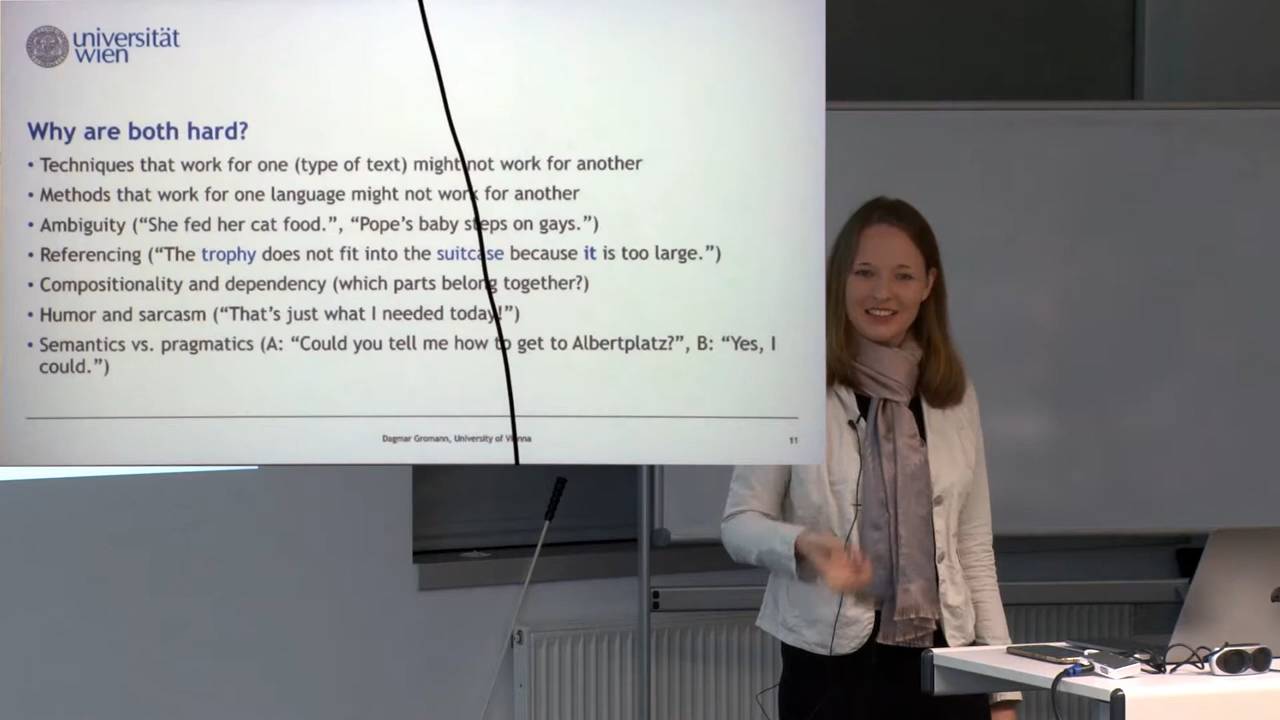 universität
wien
Why are both hard?
• Techniques that work for one (type of text) might not work for another
• Methods that work for one language might not work for another
• Ambiguity (“She fed her cat food.”, “Pope’s baby steps on gays.”)
• Referencing (“The trophy does not fit into the suitcase because it is too large.”)
• Compositionality and dependency (which parts belong together?)
• Humor and sarcasm (“That’s just what I needed today!”)
• Semantics vs. pragmatics (A: “Could you tell me how to get to Albertplatz?”, B: “Yes, I
could.”)
Dagmar Gromann, University of Vienna
11